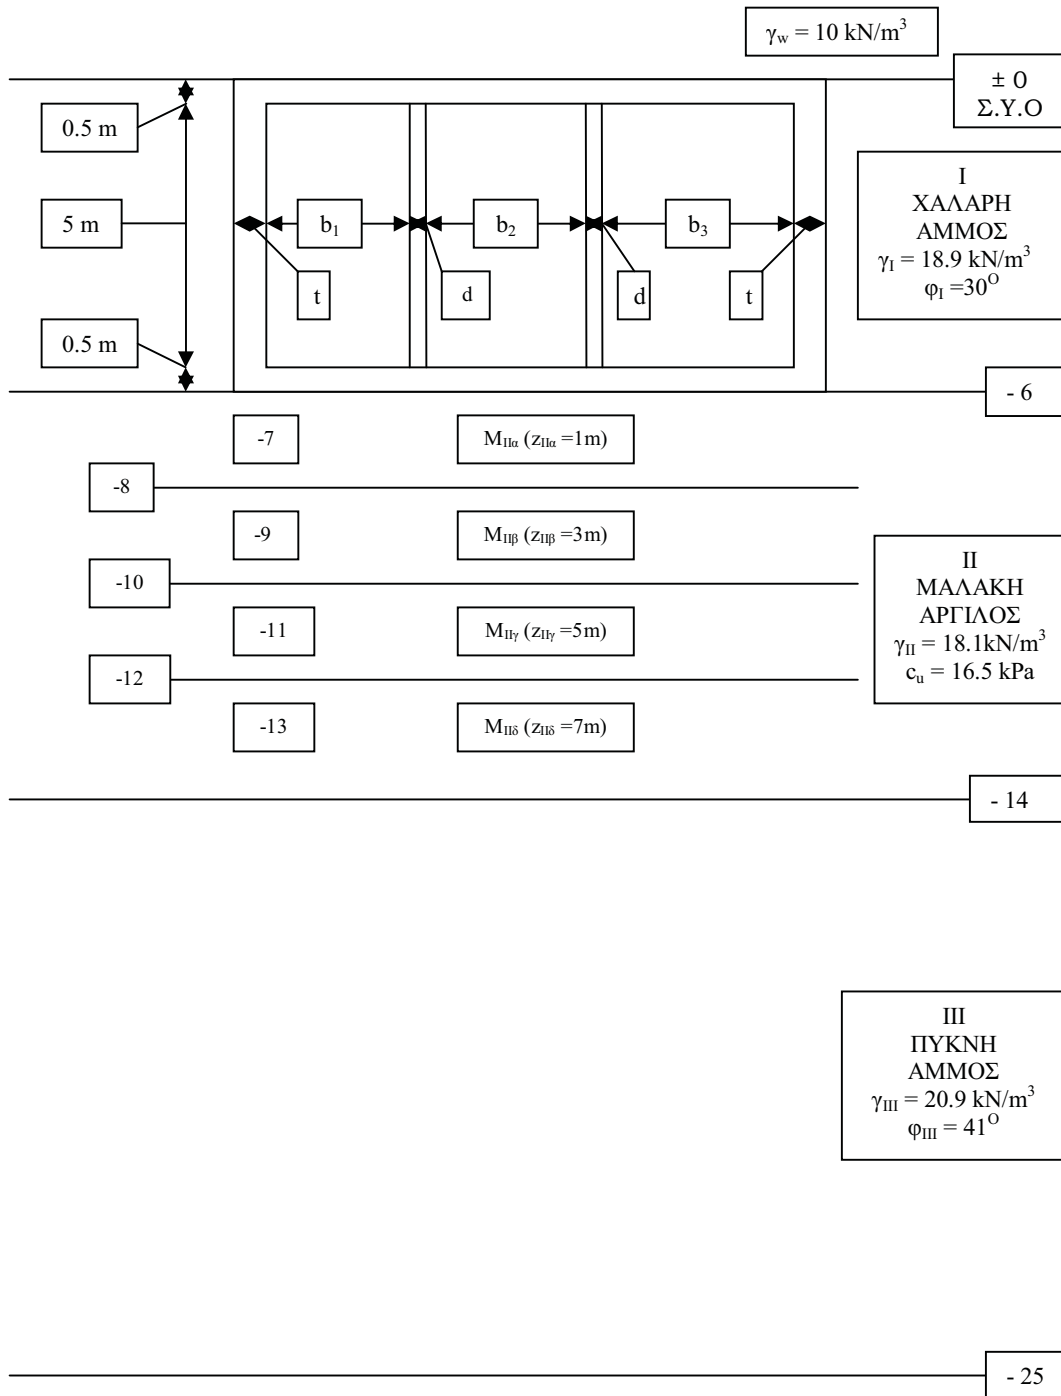 γw = 10 kN/m³
± 0
Σ.Υ.Ο
0.5 m
5 m
0.5 m
b₁
b₂
b₃
t
d
d
t
Ι
ΧΑΛΑΡΗ
ΑΜΜΟΣ
γI = 18.9 kN/m³
φI =30ᴼ
- 6
-7
MIIα (zIIα =1m)
-8
-9
MIIβ (zIIβ =3m)
-10
-11
MIIγ (zIIγ =5m)
-12
-13
MIIδ (zIIδ =7m)
ΙΙ
ΜΑΛΑΚΗ
ΑΡΓΙΛΟΣ
γII = 18.1kN/m³
cu = 16.5 kPa
- 14
ΙΙΙ
ΠΥΚΝΗ
ΑΜΜΟΣ
γIII = 20.9 kN/m³
φIII = 41ᴼ
- 25